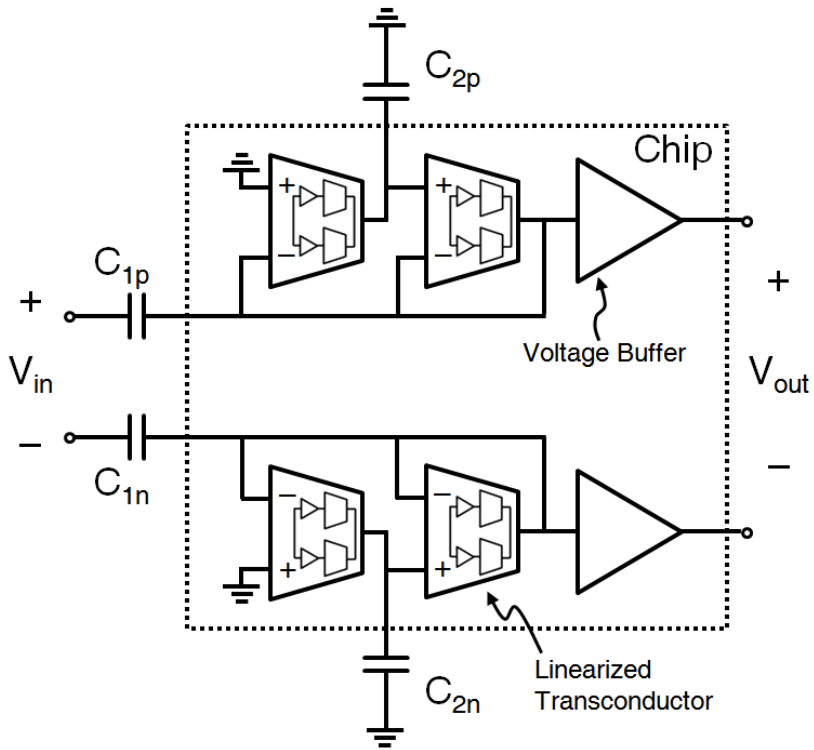 C2p
Chip
+
−
+
−
C1p
+
Vin
−
Voltage Buffer
+
Vout
−
C1n
−
+
−
+
C2n
Linearized
Transconductor